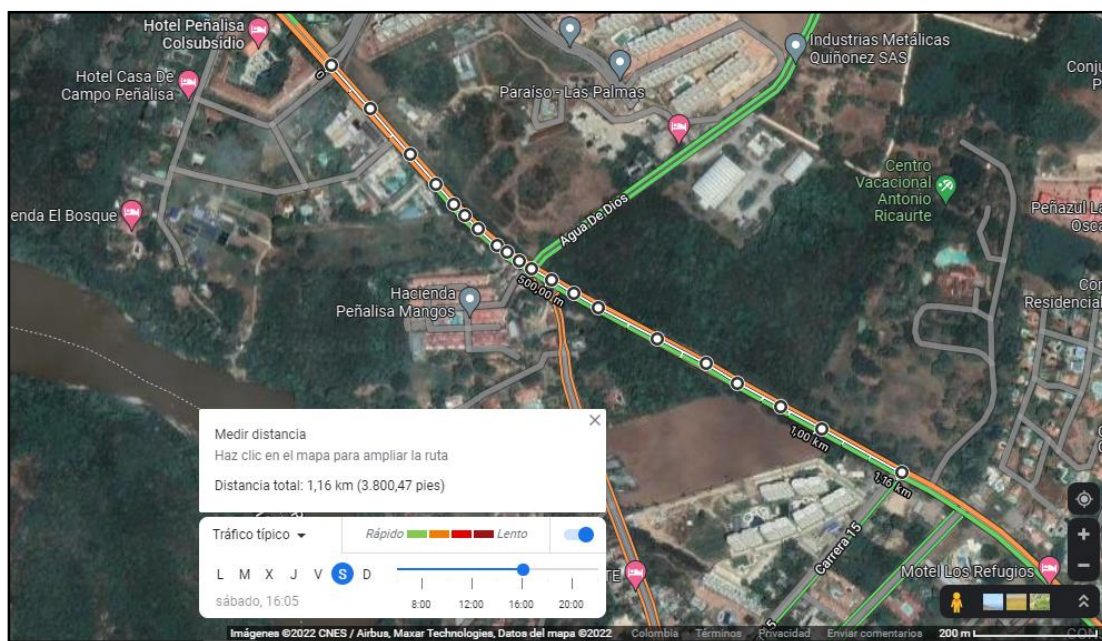 Hotel Peñalisa
Colsubsidio
Hotel Casa De
Campo Peñalisa
Industrias Metálicas
Quiñonez SAS
Conju
P
Paraíso - Las Palmas
Centro
Vacacional
Antonio
Ricaurte
Peñazul La
Osca
enda El Bosque
Agua De Dios
0
500,00 m
Hacienda
Peñalisa Mangos
Con
Residencial
1,00 km
1,16 km
Medir distancia
Haz clic en el mapa para ampliar la ruta
Distancia total: 1,16 km (3.800,47 pies)
Tráfico típico
Rápido
Lento
L M X J V S D
sábado, 16:05
8:00 12:00 16:00 20:00
TE
Carrera 15
Motel Los Refugios
Imágenes ©2022 CNES / Airbus, Maxar Technologies, Datos del mapa ©2022 Colombia Términos Privacidad Enviar comentarios 200 m